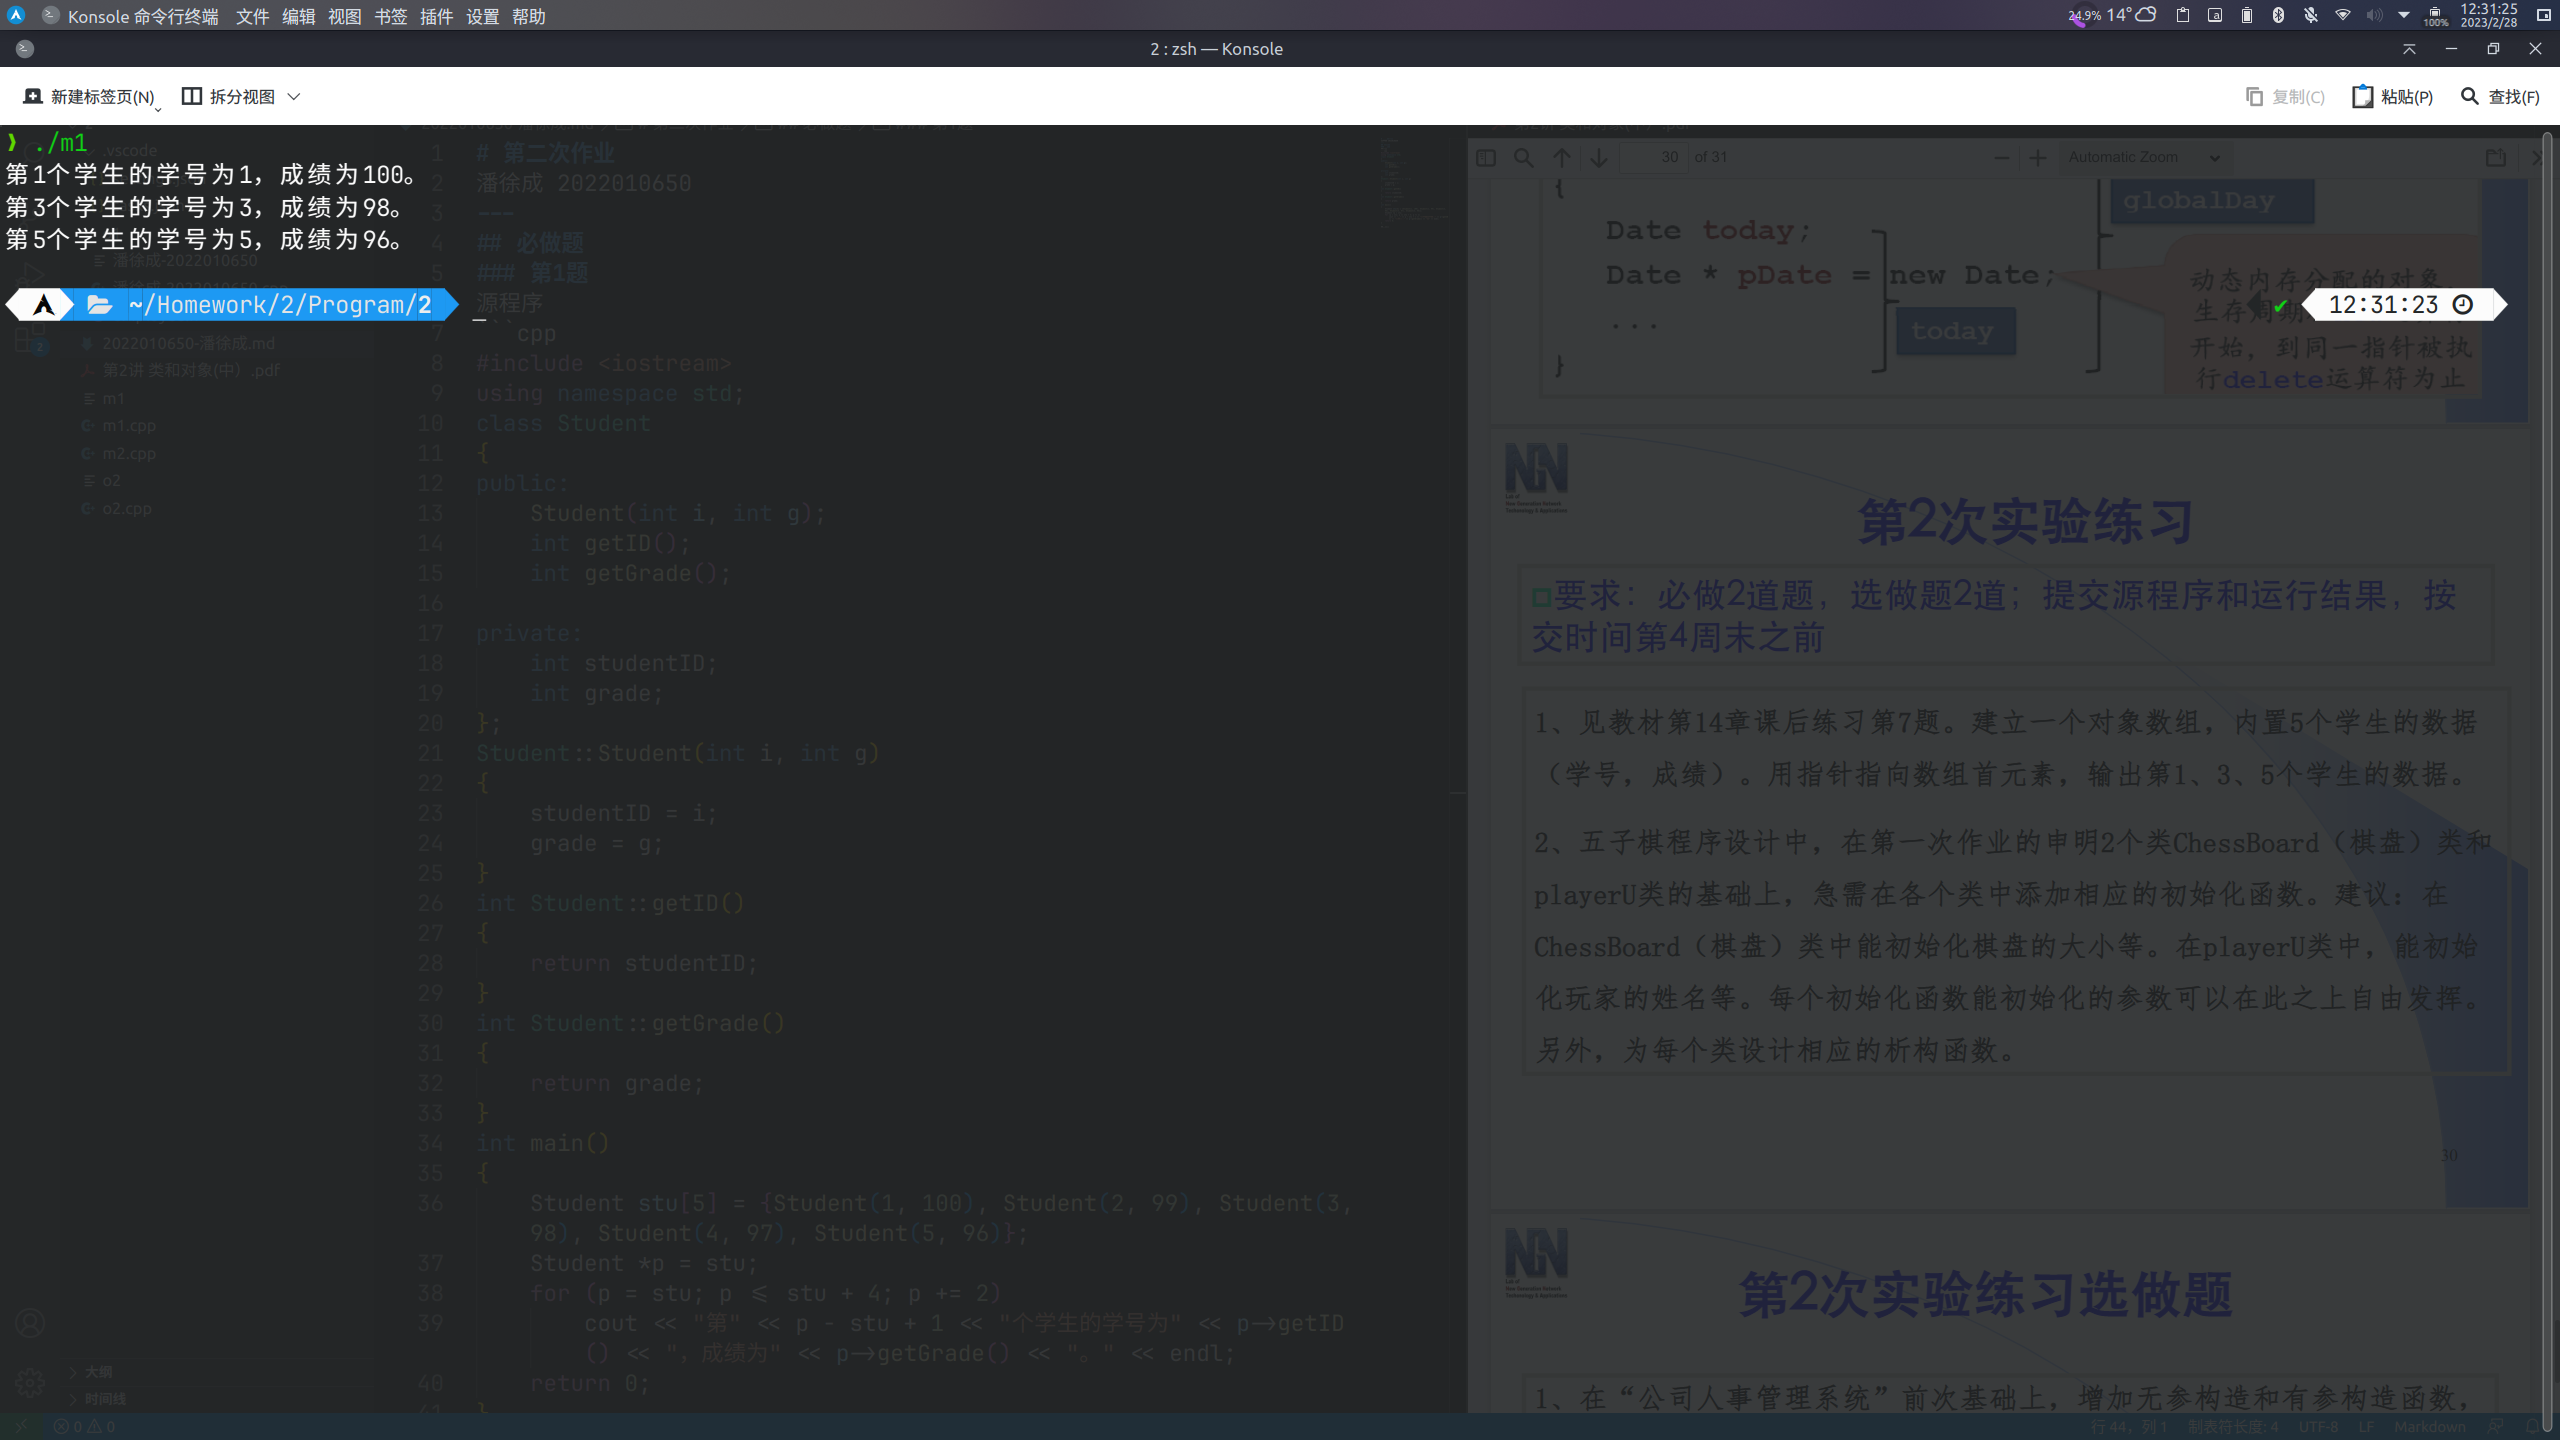 Konsole 命令行终端 文件 编辑 视图 书签 插件 设置 帮助
24.9% 14°
100%
12:31:25
2023/2/28
2 : zsh — Konsole
新建标签页(N) 拆分视图
复制(C) 粘贴(P) 查找(F)
❱ ./m1
第1个学生的学号为1，成绩为100。
第3个学生的学号为3，成绩为98。
第5个学生的学号为5，成绩为96。
~/Homework/2/Program/2
12:31:23
.vscode
潘徐成-2022010650
2
2022010650-潘徐成.md
第2讲 类和对象(中）.pdf
m1
m1.cpp
m2.cpp
o2
o2.cpp
大纲
时间线
1 # 第二次作业
2 潘徐成 2022010650
3 ---
4 ## 必做题
5 ### 第1题
源程序
7 cpp
8 #include <iostream>
9 using namespace std;
10 class Student
11 {
12 public:
13 Student(int i, int g);
14 int getID();
15 int getGrade();
16
17 private:
18 int studentID;
19 int grade;
20 };
21 Student::Student(int i, int g)
22 {
23 studentID = i;
24 grade = g;
25 }
26 int Student::getID()
27 {
28 return studentID;
29 }
30 int Student::getGrade()
31 {
32 return grade;
33 }
34 int main()
35 {
36 Student stu[5] = {Student(1, 100), Student(2, 99), Student(3,
98), Student(4, 97), Student(5, 96)};
37 Student *p = stu;
38 for (p = stu; p <= stu + 4; p += 2)
39 cout << "第" << p - stu + 1 << "个学生的学号为" << p->getID
() << "，成绩为" << p->getGrade() << "。" << endl;
40 return 0;
41 }
30 of 31
Automatic Zoom
{
globalDay
Date today;
Date * pDate = new Date;
...
today
}
动态内存分配的对象，
生存周期
开始，到同一指针被执
行delete运算符为止
第2次实验练习
要求：必做2道题，选做题2道；提交源程序和运行结果，按
交时间第4周末之前
1、见教材第14章课后练习第7题。建立一个对象数组，内置5个学生的数据
（学号，成绩）。用指针指向数组首元素，输出第1、3、5个学生的数据。
2、五子棋程序设计中，在第一次作业的申明2个类ChessBoard（棋盘）类和
playerU类的基础上，急需在各个类中添加相应的初始化函数。建议：在
ChessBoard（棋盘）类中能初始化棋盘的大小等。在playerU类中，能初始
化玩家的姓名等。每个初始化函数能初始化的参数可以在此之上自由发挥。
另外，为每个类设计相应的析构函数。
30
第2次实验练习选做题
1、在“公司人事管理系统”前次基础上，增加无参构造和有参构造函数，
0 0
行 44，列 1 制表符长度: 4 UTF-8 LF Markdown